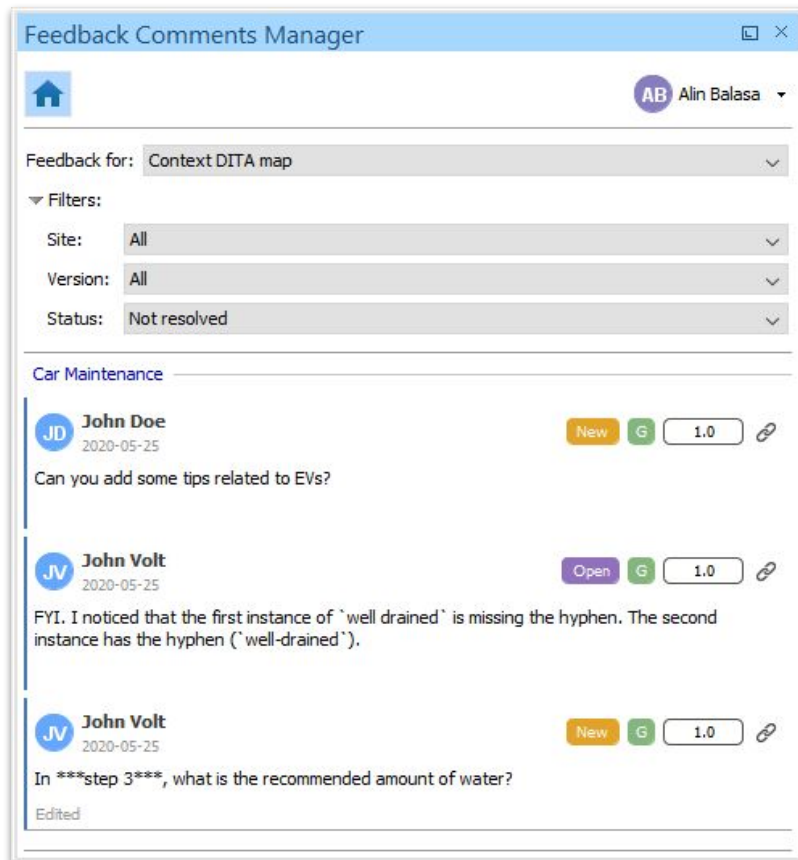 Feedback Comments Manager
AB Alin Balasa
Feedback for: Context DITA map
Filters:
Site: All
Version: All
Status: Not resolved
Car Maintenance
JD John Doe New G 1.0
2020-05-25
Can you add some tips related to EVs?
JV John Volt Open G 1.0
2020-05-25
FYI. I noticed that the first instance of `well drained` is missing the hyphen. The second
instance has the hyphen (`well-drained`).
JV John Volt New G 1.0
2020-05-25
In ***step 3***, what is the recommended amount of water?
Edited